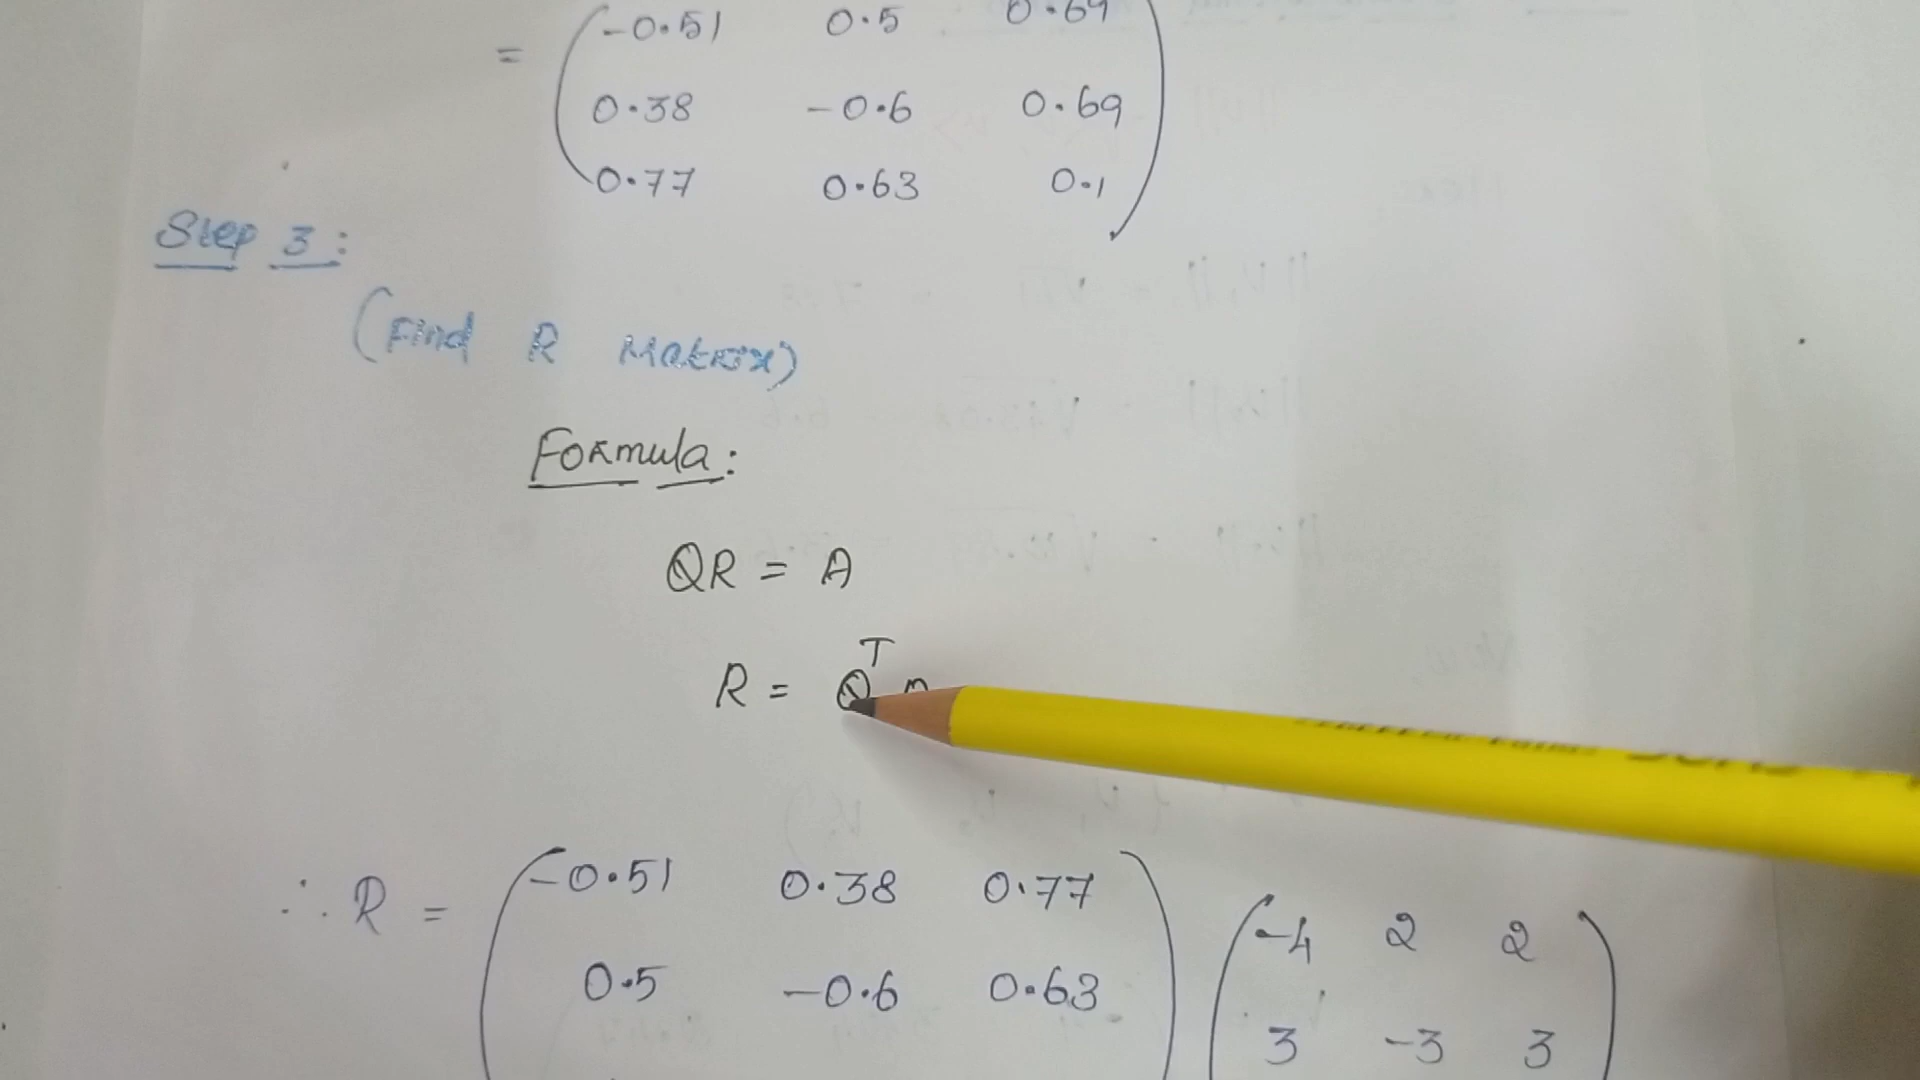 = -0.51 0.5 0.69
0.38 -0.6 0.69
0.77 0.63 0.1
Step 3:
(Find R Matrix)
Formula:
QR = A
R = Q^T
∴ R = -0.51 0.38 0.77 -4 2 2
0.5 -0.6 0.63 3 -3 3